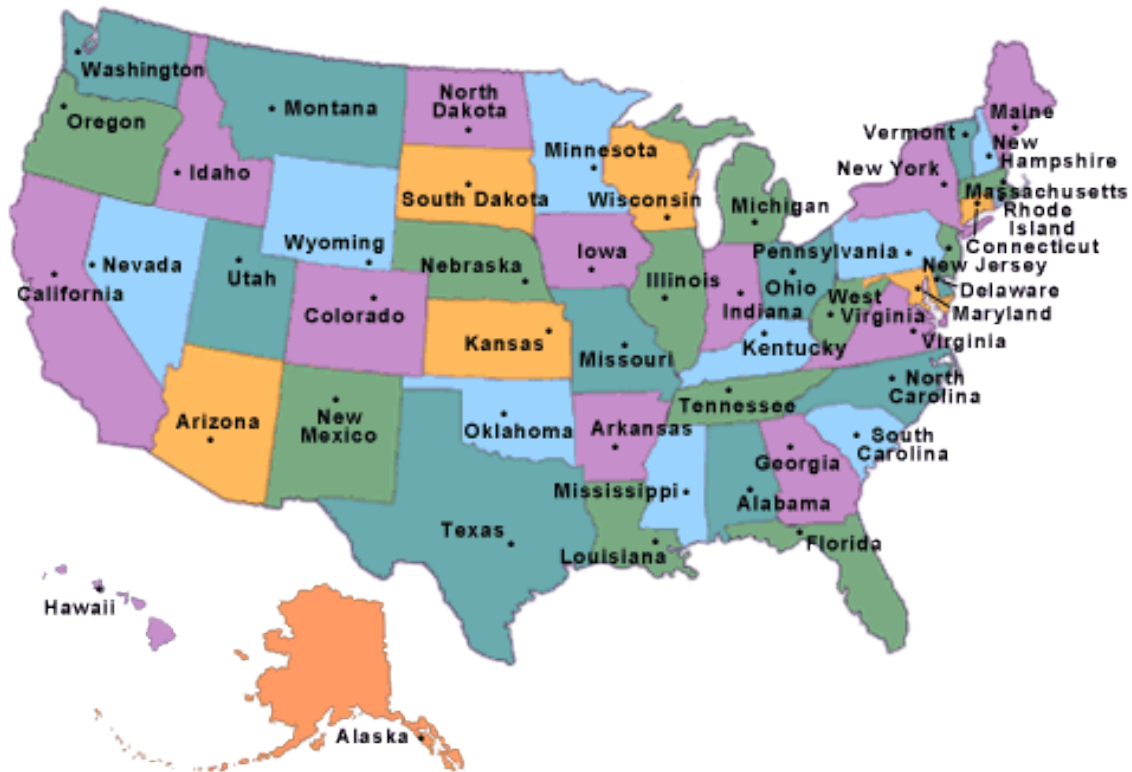 Washington
Oregon
Montana
Idaho
North
Dakota
Minnesota
South Dakota
Wisconsin
Wyoming
Nebraska
Iowa
Michigan
Maine
Vermont
New
Hampshire
New York
Massachusetts
Rhode
Island
Connecticut
Pennsylvania
New Jersey
Delaware
Maryland
Nevada
Utah
California
Colorado
Kansas
Missouri
Illinois
Indiana
Ohio
West
Virginia
Virginia
Kentucky
North
Carolina
Tennessee
Arizona
New
Mexico
Oklahoma
Arkansas
South
Carolina
Georgia
Mississippi
Alabama
Texas
Louisiana
Florida
Hawaii
Alaska